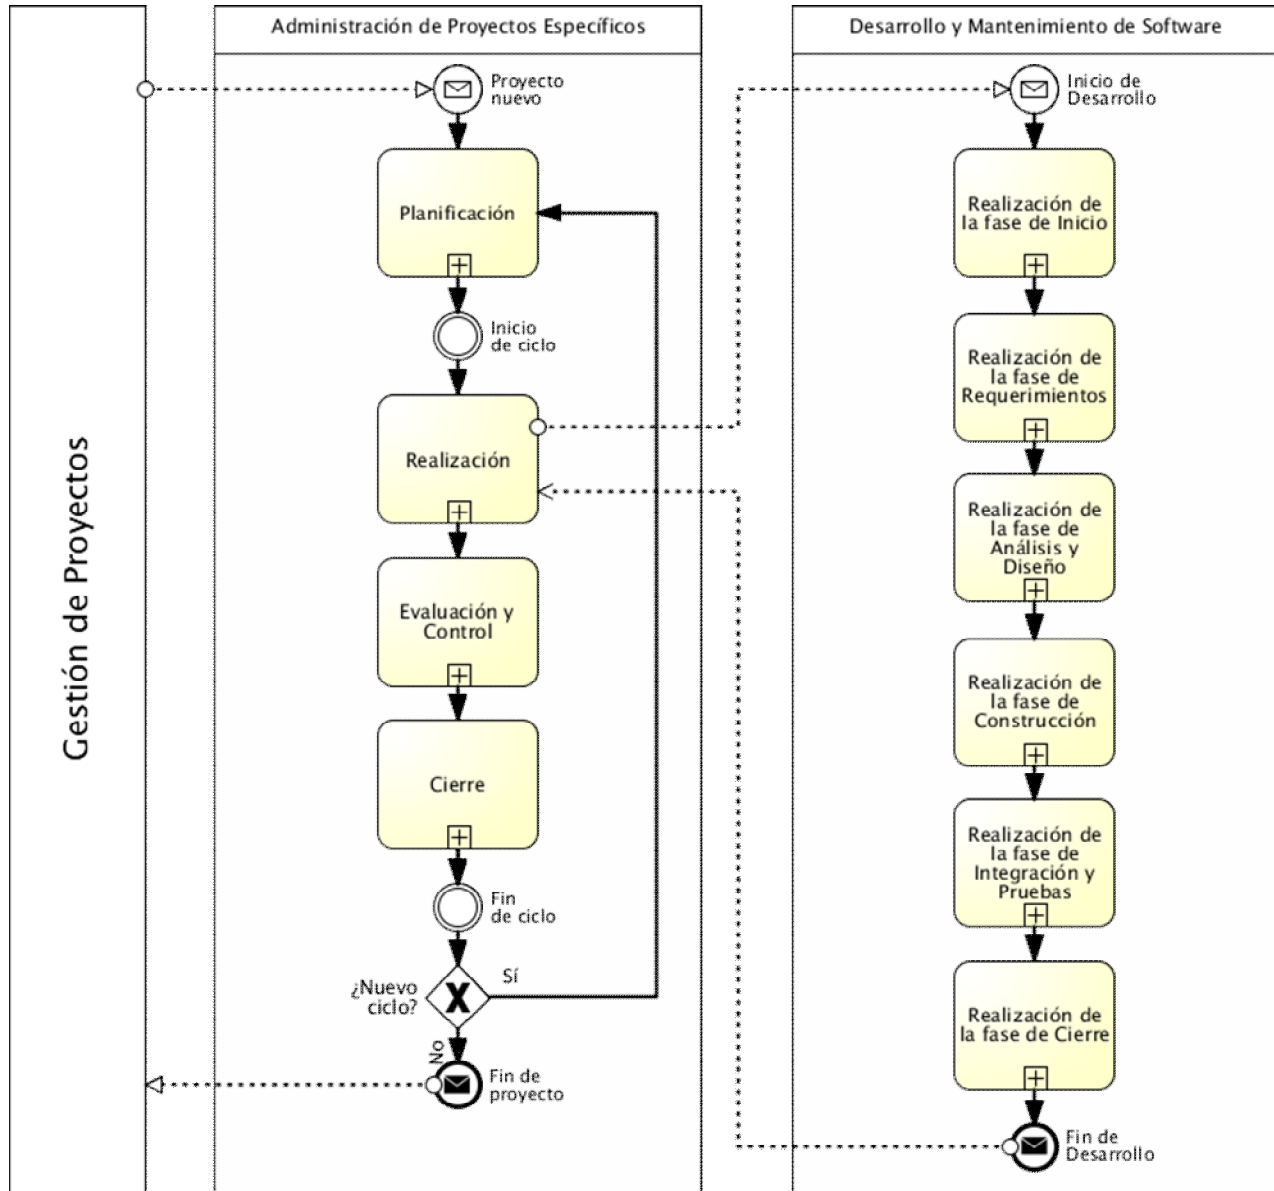 Gestión de Proyectos
Administración de Proyectos Específicos
Proyecto
nuevo
Planificación
Inicio
de ciclo
Realización
Evaluación y
Control
Cierre
Fin
de ciclo
¿Nuevo
ciclo?
Sí
No
Fin de
proyecto
Desarrollo y Mantenimiento de Software
Inicio de
Desarrollo
Realización de
la fase de Inicio
Realización de
la fase de
Requerimientos
Realización de
la fase de
Análisis y
Diseño
Realización de
la fase de
Construcción
Realización de
la fase de
Integración y
Pruebas
Realización de
la fase de Cierre
Fin de
Desarrollo